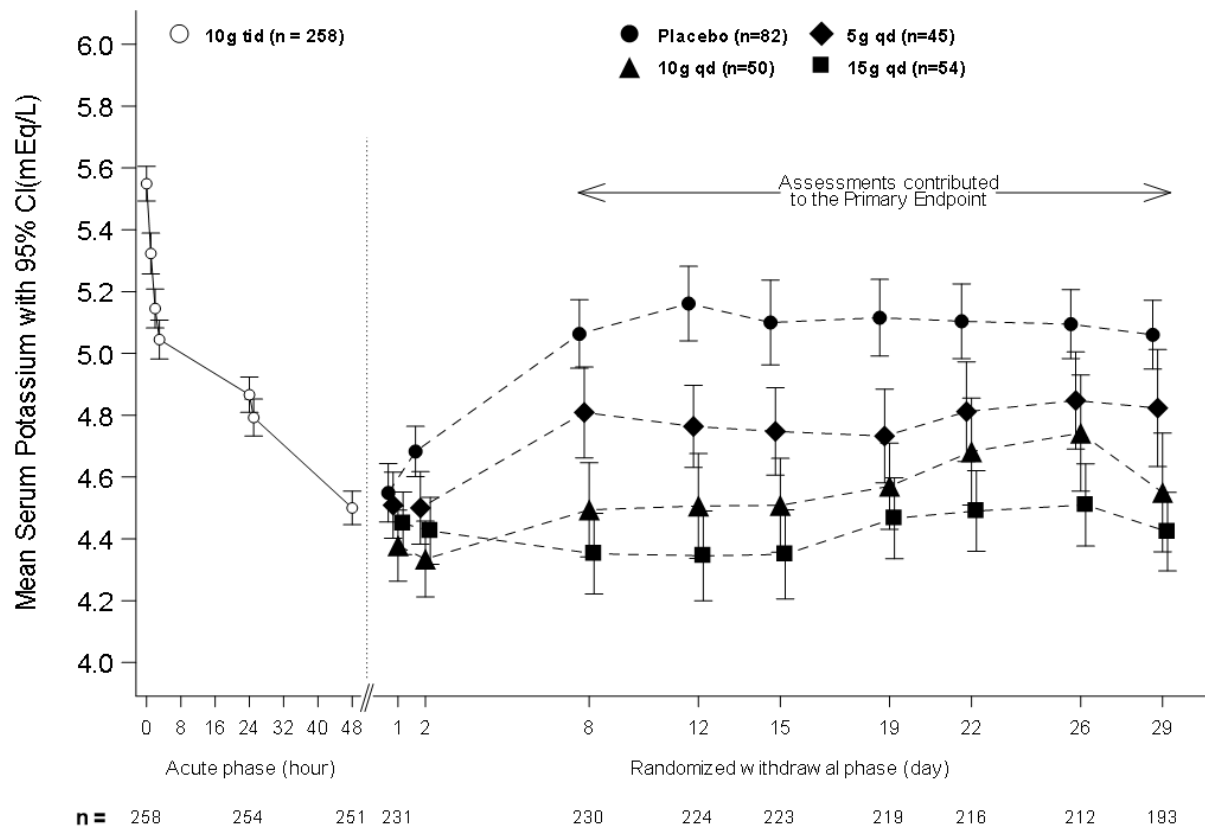 10g tid (n = 258)
Placebo (n=82)
5g qd (n=45)
10g qd (n=50)
15g qd (n=54)
Mean Serum Potassium with 95% CI(mEq/L)
6.0
5.8
5.6
5.4
5.2
5.0
4.8
4.6
4.4
4.2
4.0
Assessments contributed
to the Primary Endpoint
0 8 16 24 32 40 48 // 1 2 8 12 15 19 22 26 29
Acute phase (hour)
Randomized withdrawal phase (day)
n = 258 254 251 231 230 224 223 219 216 212 193